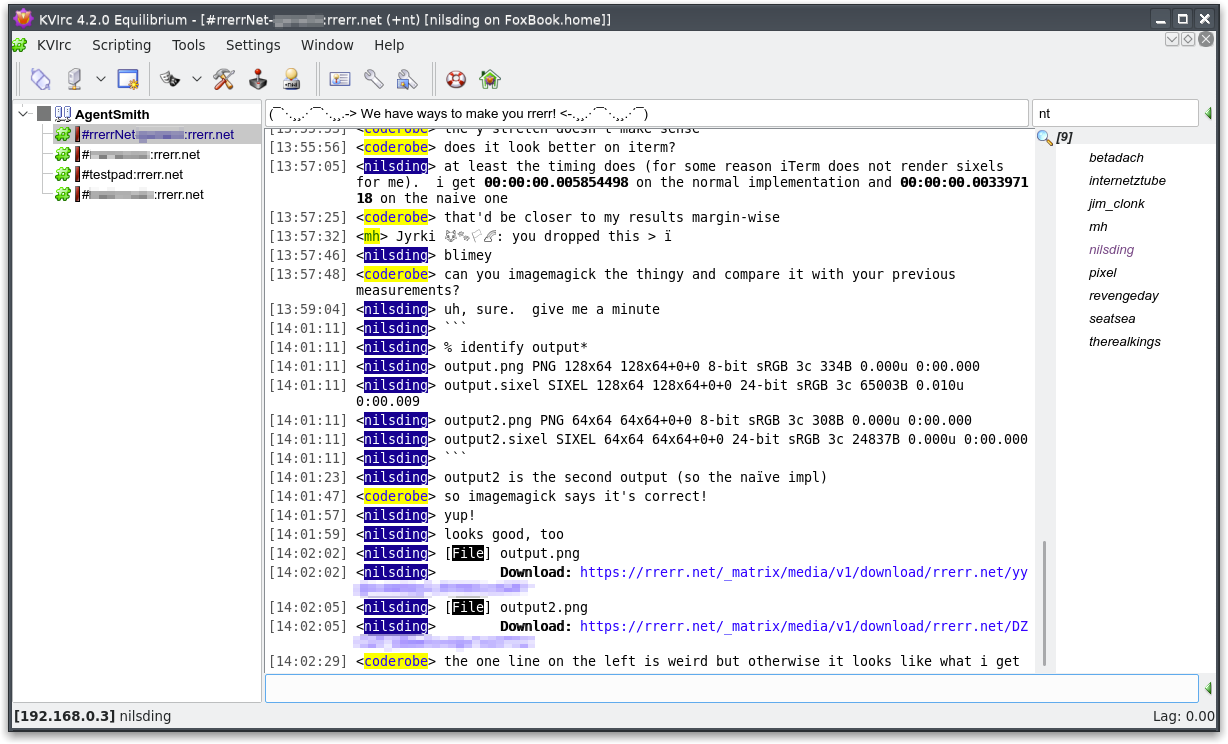 KVIrc 4.2.0 Equilibrium - [#rrerrNet- :rrerr.net (+nt) [nilsding on FoxBook.home]]
KVIrc Scripting Tools Settings Window Help
AgentSmith
#rrerrNet :rrerr.net
# :rrerr.net
#testpad:rrerr.net
# :rrerr.net
(¯`·.¸¸.·´¯`·.¸¸.-> We have ways to make you rrerr! <-.¸¸.·´¯`·.¸¸.·´¯)
nt
[13:55:55] <coderobe> the y stretch doesn't make sense
[13:55:56] <coderobe> does it look better on iterm?
[13:57:05] <nilsding> at least the timing does (for some reason iTerm does not render sixels
for me).  i get 00:00:00.005854498 on the normal implementation and 00:00:00.0033971
18 on the naive one
[13:57:25] <coderobe> that'd be closer to my results margin-wise
[13:57:32] <mh> Jyrki : you dropped this > ï
[13:57:46] <nilsding> blimey
[13:57:48] <coderobe> can you imagemagick the thingy and compare it with your previous
measurements?
[13:59:04] <nilsding> uh, sure.  give me a minute
[14:01:11] <nilsding> ```
[14:01:11] <nilsding> % identify output*
[14:01:11] <nilsding> output.png PNG 128x64 128x64+0+0 8-bit sRGB 3c 334B 0.000u 0:00.000
[14:01:11] <nilsding> output.sixel SIXEL 128x64 128x64+0+0 24-bit sRGB 3c 65003B 0.010u
0:00.009
[14:01:11] <nilsding> output2.png PNG 64x64 64x64+0+0 8-bit sRGB 3c 308B 0.000u 0:00.000
[14:01:11] <nilsding> output2.sixel SIXEL 64x64 64x64+0+0 24-bit sRGB 3c 24837B 0.000u 0:00.000
[14:01:11] <nilsding> ```
[14:01:23] <nilsding> output2 is the second output (so the naïve impl)
[14:01:47] <coderobe> so imagemagick says it's correct!
[14:01:57] <nilsding> yup!
[14:01:59] <nilsding> looks good, too
[14:02:02] <nilsding> [File] output.png
[14:02:02] <nilsding> Download: https://rrerr.net/_matrix/media/v1/download/rrerr.net/yy
[14:02:05] <nilsding> [File] output2.png
[14:02:05] <nilsding> Download: https://rrerr.net/_matrix/media/v1/download/rrerr.net/DZ
[14:02:29] <coderobe> the one line on the left is weird but otherwise it looks like what i get
[9]
betadach
internetztube
jim_clonk
mh
nilsding
pixel
revengeday
seatsea
therealkings
[192.168.0.3] nilsding
Lag: 0.00